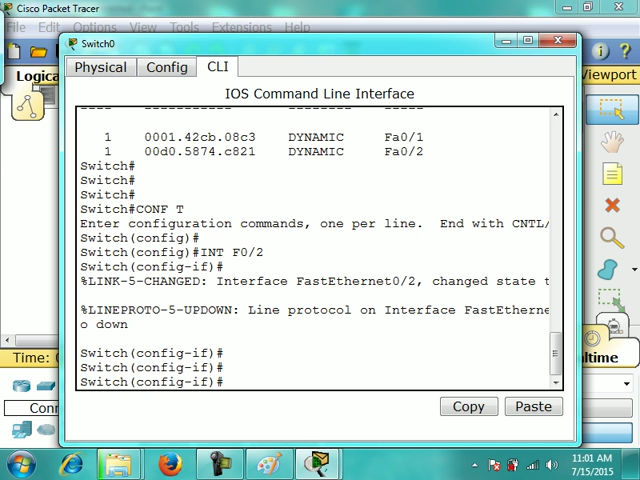 Cisco Packet Tracer
File Edit Options View Tools Extensions Help
Logica
Viewport
Switch0
Physical Config CLI
IOS Command Line Interface
---- ----------- -------- -----
1 0001.42cb.08c3 DYNAMIC Fa0/1
1 00d0.5874.c821 DYNAMIC Fa0/2
Switch#
Switch#
Switch#
Switch#CONF T
Enter configuration commands, one per line. End with CNTL/
Switch(config)#
Switch(config)#INT F0/2
Switch(config-if)#
%LINK-5-CHANGED: Interface FastEthernet0/2, changed state t
%LINEPROTO-5-UPDOWN: Line protocol on Interface FastEtherne
o down
Switch(config-if)#
Switch(config-if)#
Switch(config-if)#
Copy Paste
Time: 
ealtime
Conn
11:01 AM
7/15/2015